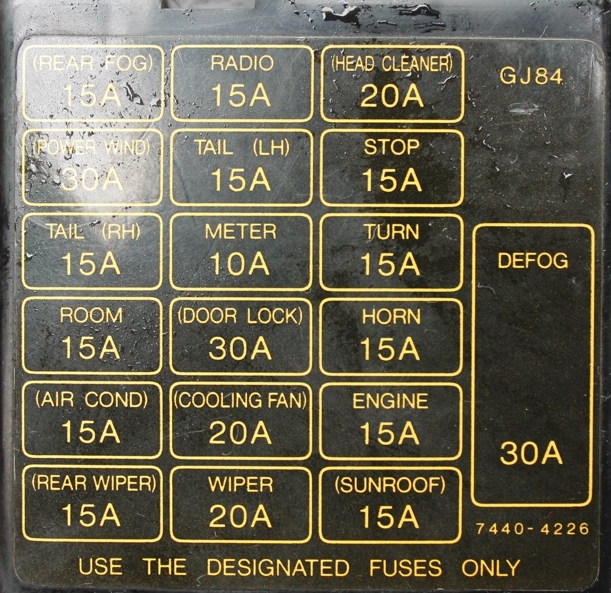 (REAR FOG) RADIO (HEAD CLEANER) GJ84
15A 15A 20A
(POWER WIND) TAIL (LH) STOP
30A 15A 15A
TAIL (RH) METER TURN
15A 10A 15A
DEFOG
ROOM (DOOR LOCK) HORN
15A 30A 15A
(AIR COND) (COOLING FAN) ENGINE
15A 20A 15A
30A
(REAR WIPER) WIPER (SUNROOF)
15A 20A 15A
7440-4226
USE THE DESIGNATED FUSES ONLY